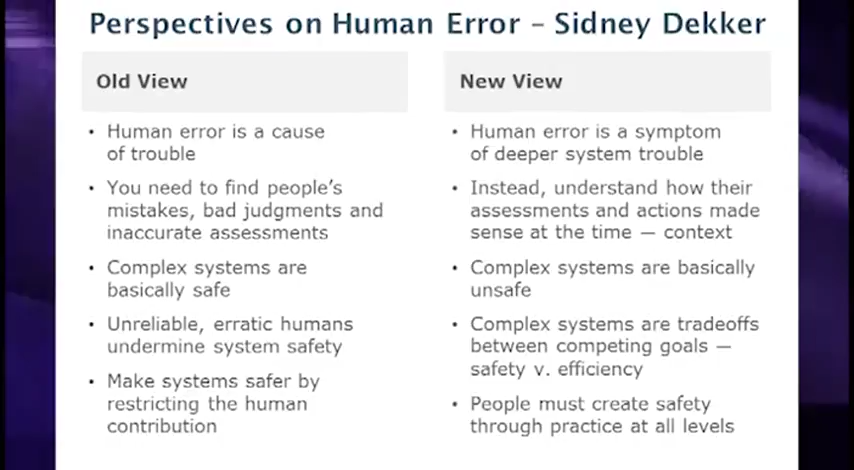 Perspectives on Human Error – Sidney Dekker
Old View
• Human error is a cause
of trouble
• You need to find people's
mistakes, bad judgments and
inaccurate assessments
• Complex systems are
basically safe
• Unreliable, erratic humans
undermine system safety
• Make systems safer by
restricting the human
contribution
New View
• Human error is a symptom
of deeper system trouble
• Instead, understand how their
assessments and actions made
sense at the time — context
• Complex systems are basically
unsafe
• Complex systems are tradeoffs
between competing goals —
safety v. efficiency
• People must create safety
through practice at all levels